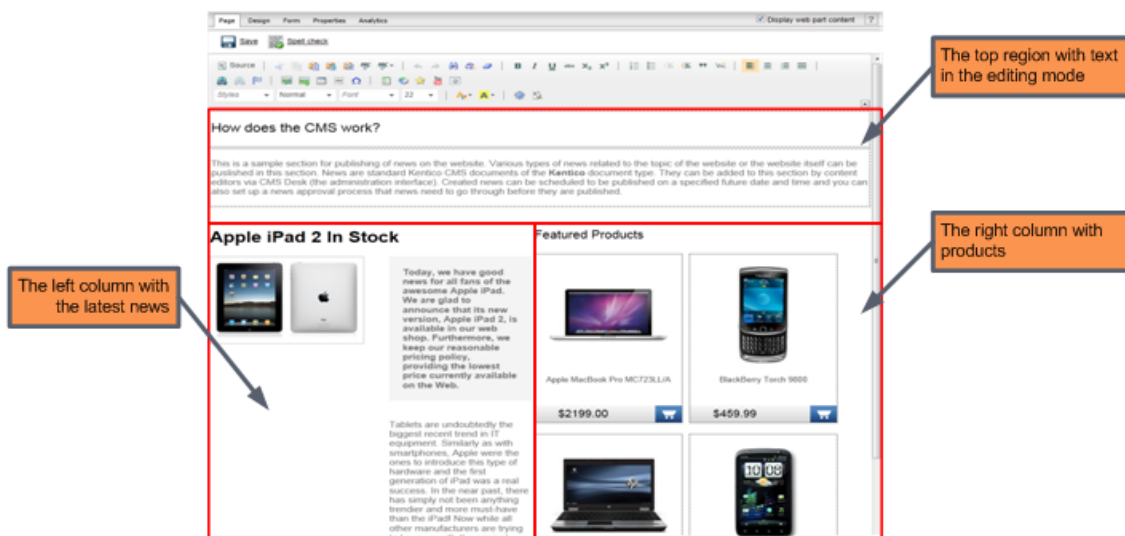 Page Design Form Properties Analytics Display web part content ?
Save Spell check
Source
Styles Normal Font 22
The top region with text
in the editing mode
How does the CMS work?
This is a sample section for publishing of news on the website. Various types of news related to the topic of the website or the website itself can be
puslished in this section. News are standard Kentico CMS documents of the Kentico document type. They can be added to this section by content
editors via CMS Desk (the administration interface). Created news can be scheduled to be published on a specified future date and time and you can
also set up a news approval process that news need to go through before they are published.
The left column with
the latest news
Apple iPad 2 In Stock
Today, we have good
news for all fans of the
awesome Apple iPad.
We are glad to
announce that its new
version, Apple iPad 2, is
available in our web
shop. Furthermore, we
keep our reasonable
pricing policy,
providing the lowest
price currently available
on the Web.
Tablets are undoubtedly the
biggest recent trend in IT
equipment. Similarly as with
smartphones, Apple were the
ones to introduce this type of
hardware and the first
generation of iPad was a real
success. In the near past, there
has simply not been anything
trendier and more must-have
than the iPad! Now while all
other manufacturers are trying
The right column with
products
Featured Products
Apple MacBook Pro MC723LL/A
BlackBerry Torch 9800
$2199.00
$459.99
10 08